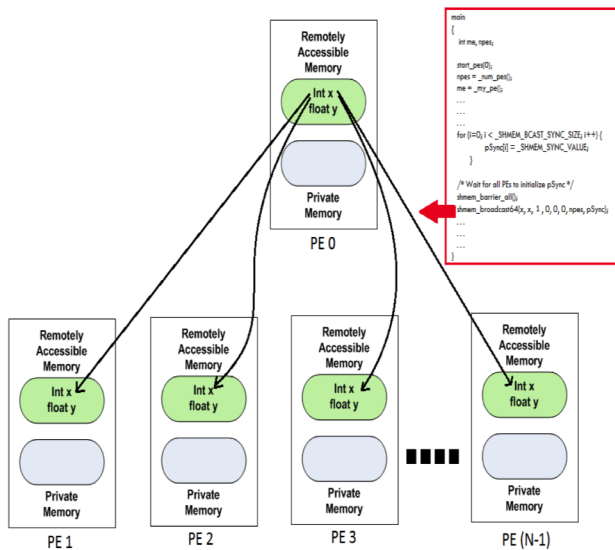 Remotely
Accessible
Memory
Int x
float y
Private
Memory
PE 0
main
{
int me, npes;
start_pes(0);
npes = _num_pes();
me = _my_pe();
. . .
. . .
. . .
for (i=0; i < _SHMEM_BCAST_SYNC_SIZE; i++) {
pSync[i] = _SHMEM_SYNC_VALUE;
}
/* Wait for all PEs to initialize pSync */
shmem_barrier_all();
shmem_broadcast64(x, x, 1 , 0, 0, 0, npes, pSync);
. . .
. . .
. . .
}
Remotely
Accessible
Memory
Int x
float y
Private
Memory
PE 1
Remotely
Accessible
Memory
Int x
float y
Private
Memory
PE 2
Remotely
Accessible
Memory
Int x
float y
Private
Memory
PE 3
Remotely
Accessible
Memory
Int x
float y
Private
Memory
PE (N-1)